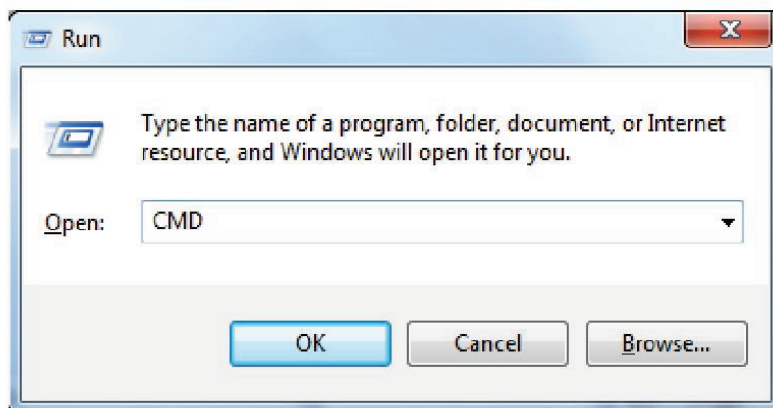 Run
Type the name of a program, folder, document, or Internet
resource, and Windows will open it for you.
Open: CMD
OK Cancel Browse...